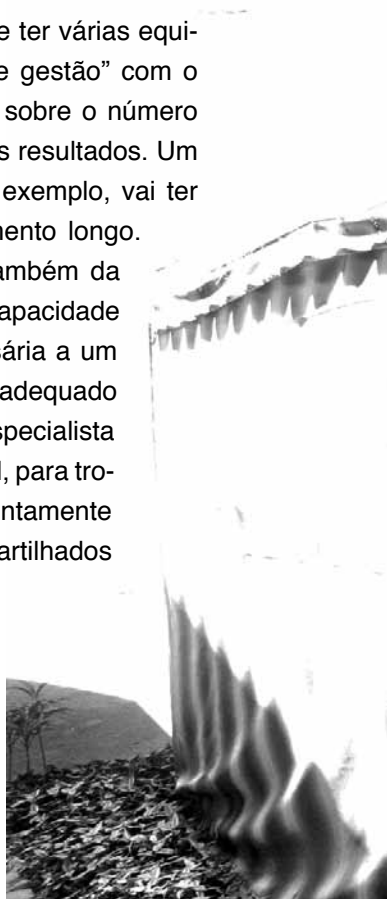 e ter várias equi-
e gestão” com o
sobre o número
s resultados. Um
exemplo, vai ter
mento longo.
ambém da
apacidade
sária a um
adequado
specialista
l, para tro-
ntamente
artilhados